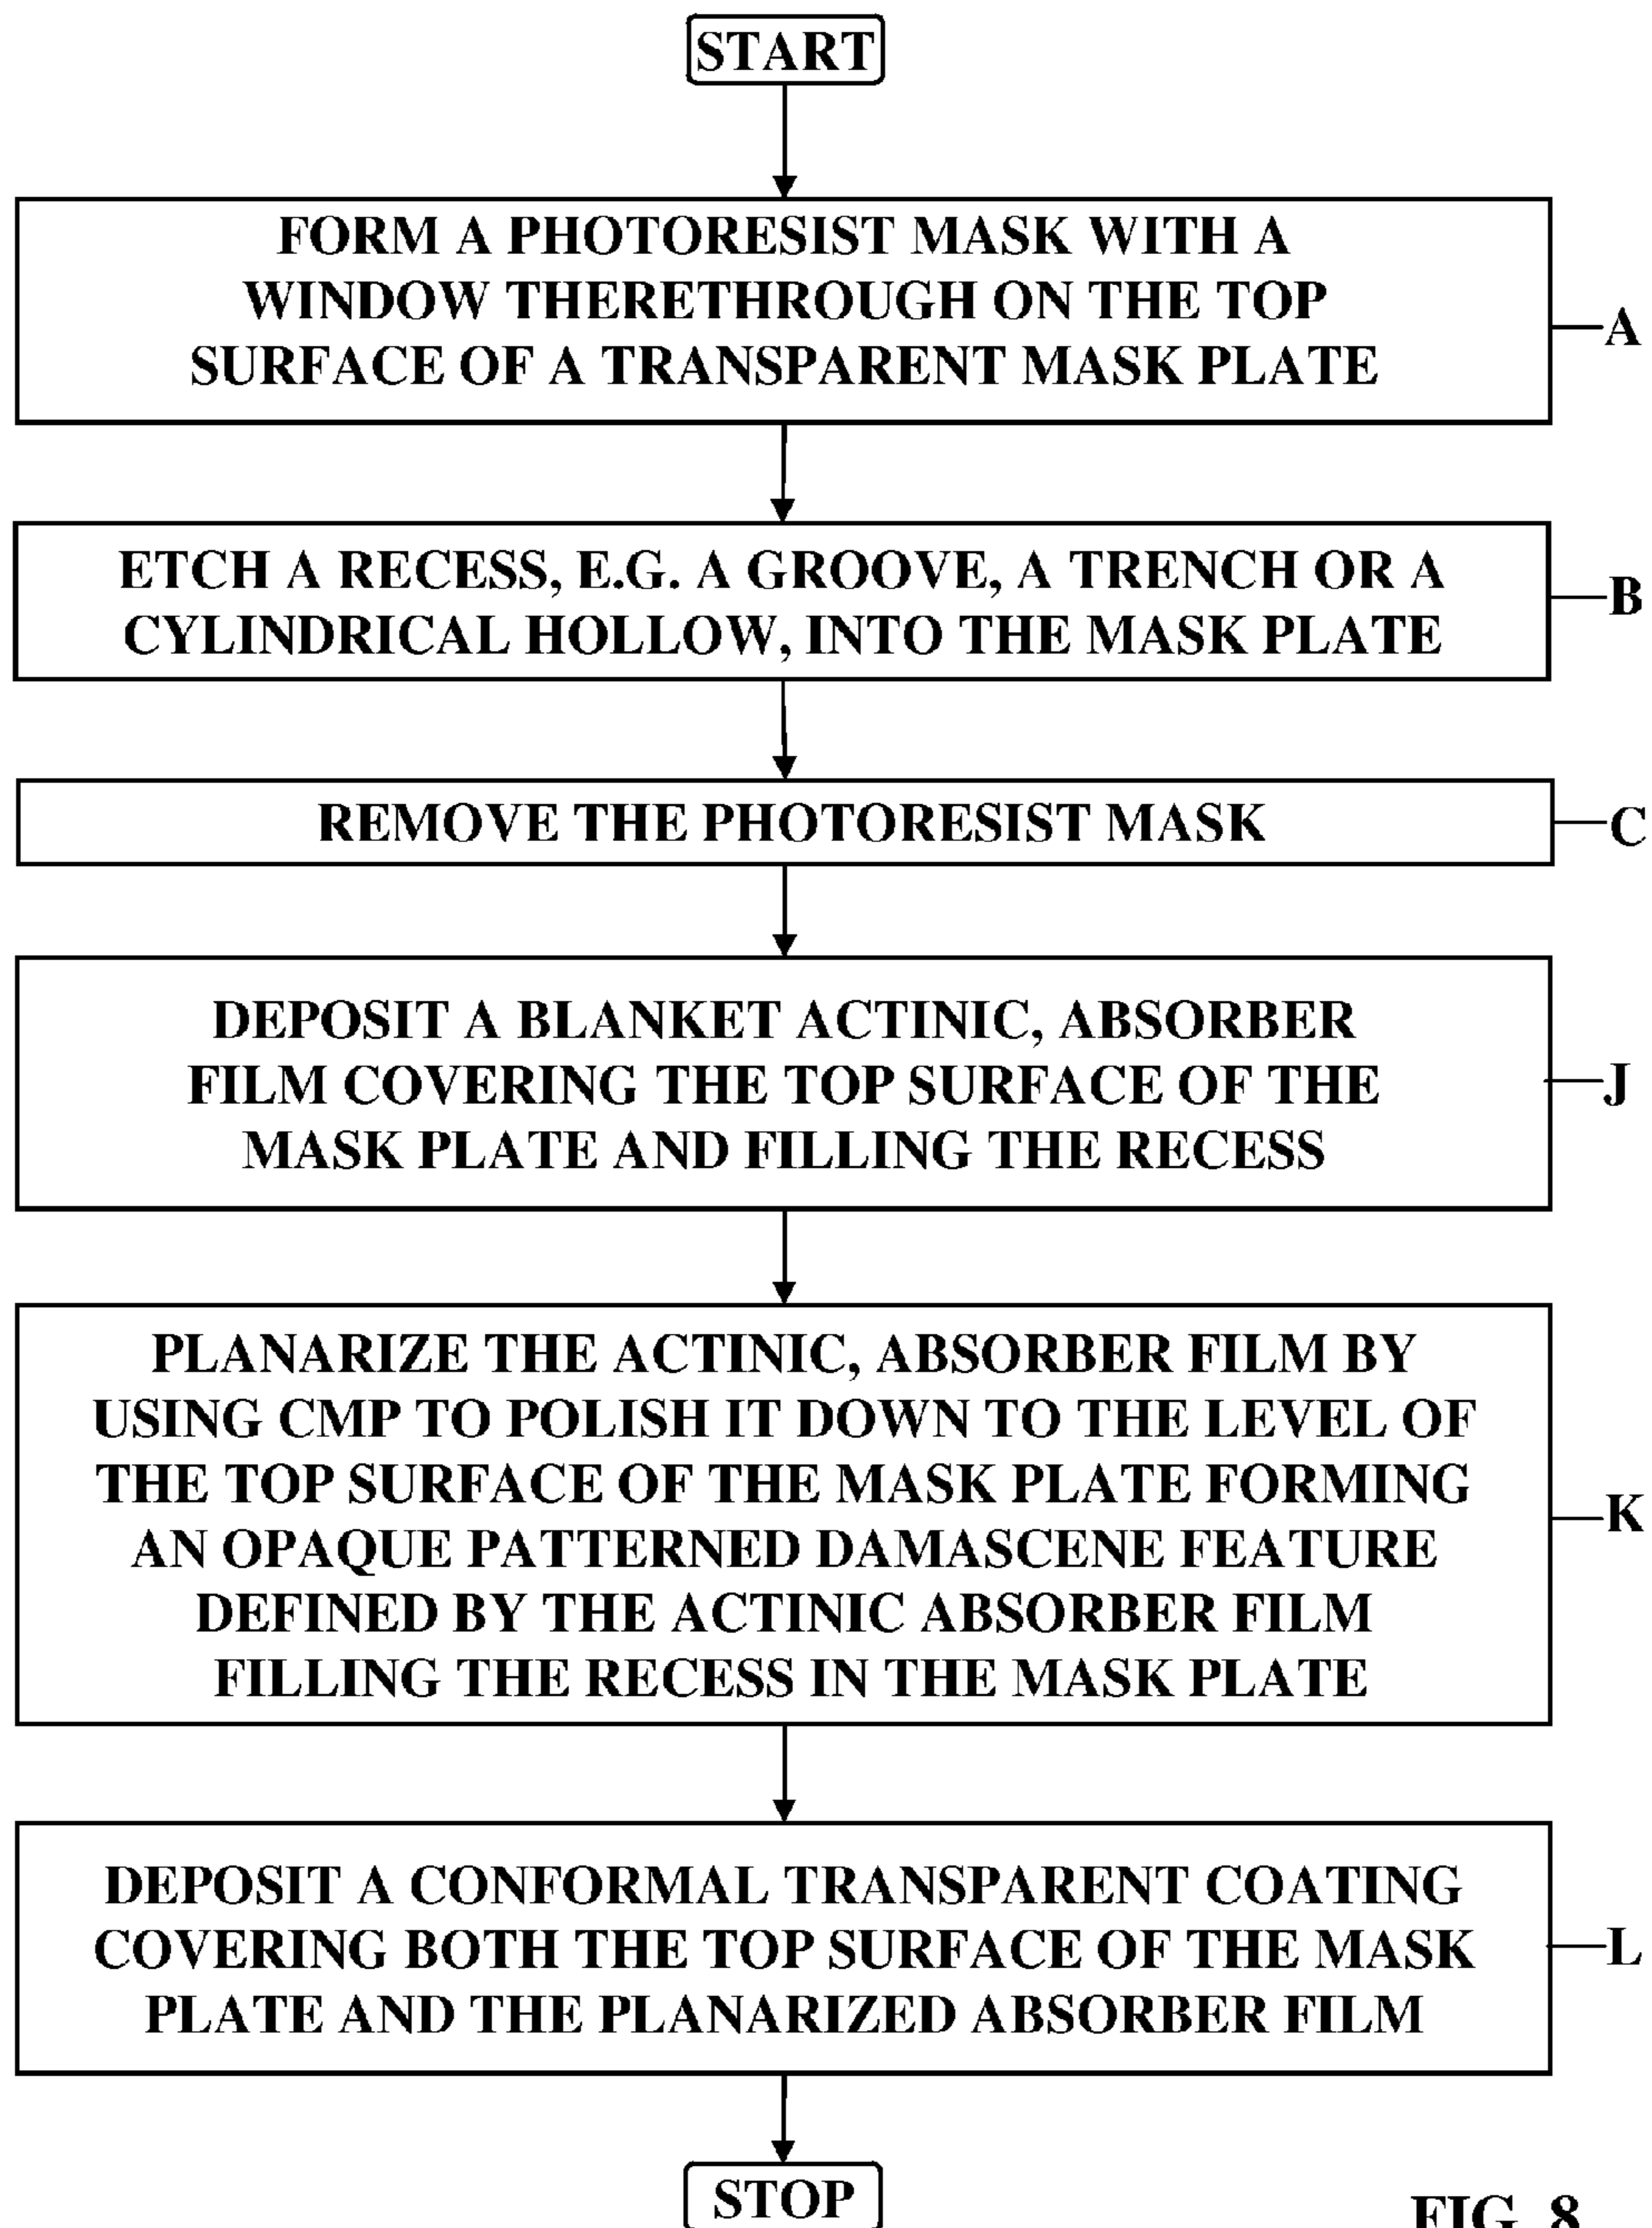 START
FORM A PHOTORESIST MASK WITH A
WINDOW THERETHROUGH ON THE TOP
SURFACE OF A TRANSPARENT MASK PLATE
A
ETCH A RECESS, E.G. A GROOVE, A TRENCH OR A
CYLINDRICAL HOLLOW, INTO THE MASK PLATE
B
REMOVE THE PHOTORESIST MASK
C
DEPOSIT A BLANKET ACTINIC, ABSORBER
FILM COVERING THE TOP SURFACE OF THE
MASK PLATE AND FILLING THE RECESS
J
PLANARIZE THE ACTINIC, ABSORBER FILM BY
USING CMP TO POLISH IT DOWN TO THE LEVEL OF
THE TOP SURFACE OF THE MASK PLATE FORMING
AN OPAQUE PATTERNED DAMASCENE FEATURE
DEFINED BY THE ACTINIC ABSORBER FILM
FILLING THE RECESS IN THE MASK PLATE
K
DEPOSIT A CONFORMAL TRANSPARENT COATING
COVERING BOTH THE TOP SURFACE OF THE MASK
PLATE AND THE PLANARIZED ABSORBER FILM
L
STOP
FIG. 8